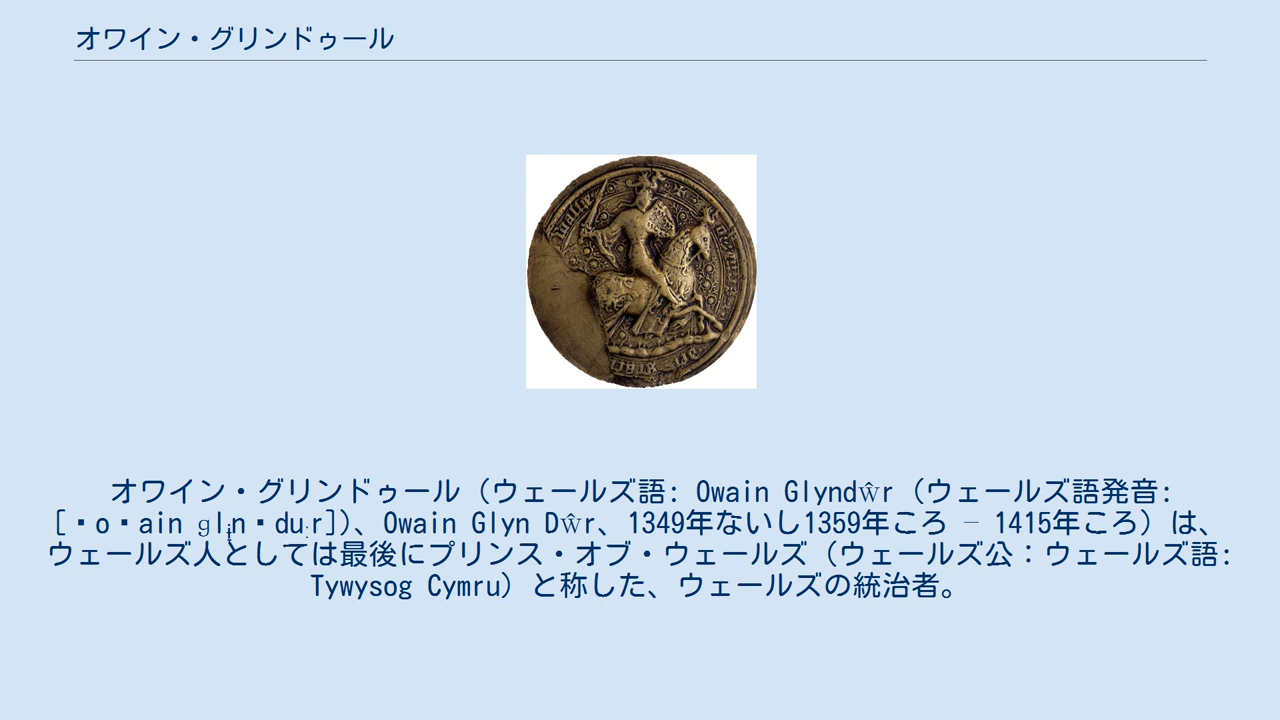 オワイン・グリンドゥール
オワイン・グリンドゥール（ウェールズ語: Owain Glyndŵr（ウェールズ語発音:
[▪o▪ain ɡlɨ̞n▪duːr]）、Owain Glyn Dŵr、1349年ないし1359年ころ – 1415年ころ）は、
ウェールズ人としては最後にプリンス・オブ・ウェールズ（ウェールズ公：ウェールズ語:
Tywysog Cymru）と称した、ウェールズの統治者。